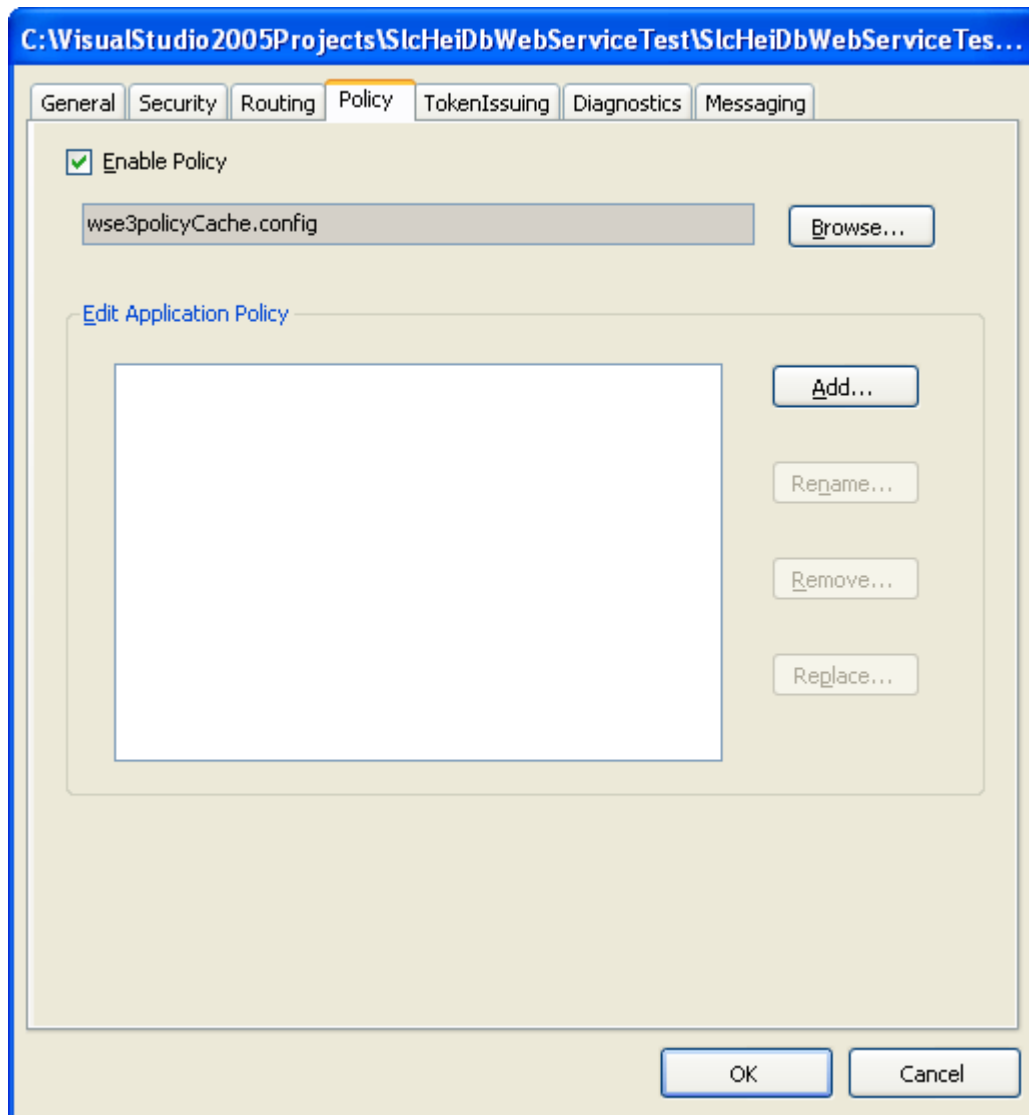 C:\VisualStudio2005Projects\SlcHeiDbWebServiceTest\SlcHeiDbWebServiceTes...
General Security Routing Policy TokenIssuing Diagnostics Messaging
Enable Policy
wse3policyCache.config
Browse...
Edit Application Policy
Add...
Rename...
Remove...
Replace...
OK Cancel